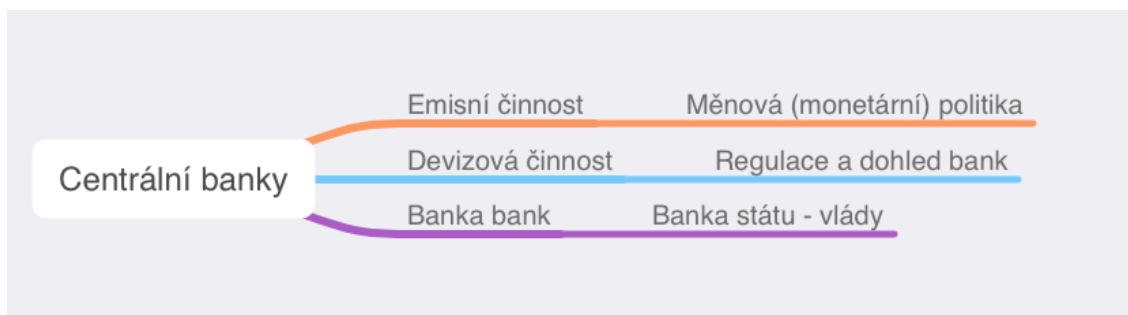 Centrální banky
Emisní činnost
Měnová (monetární) politika
Devizová činnost
Regulace a dohled bank
Banka bank
Banka státu - vlády